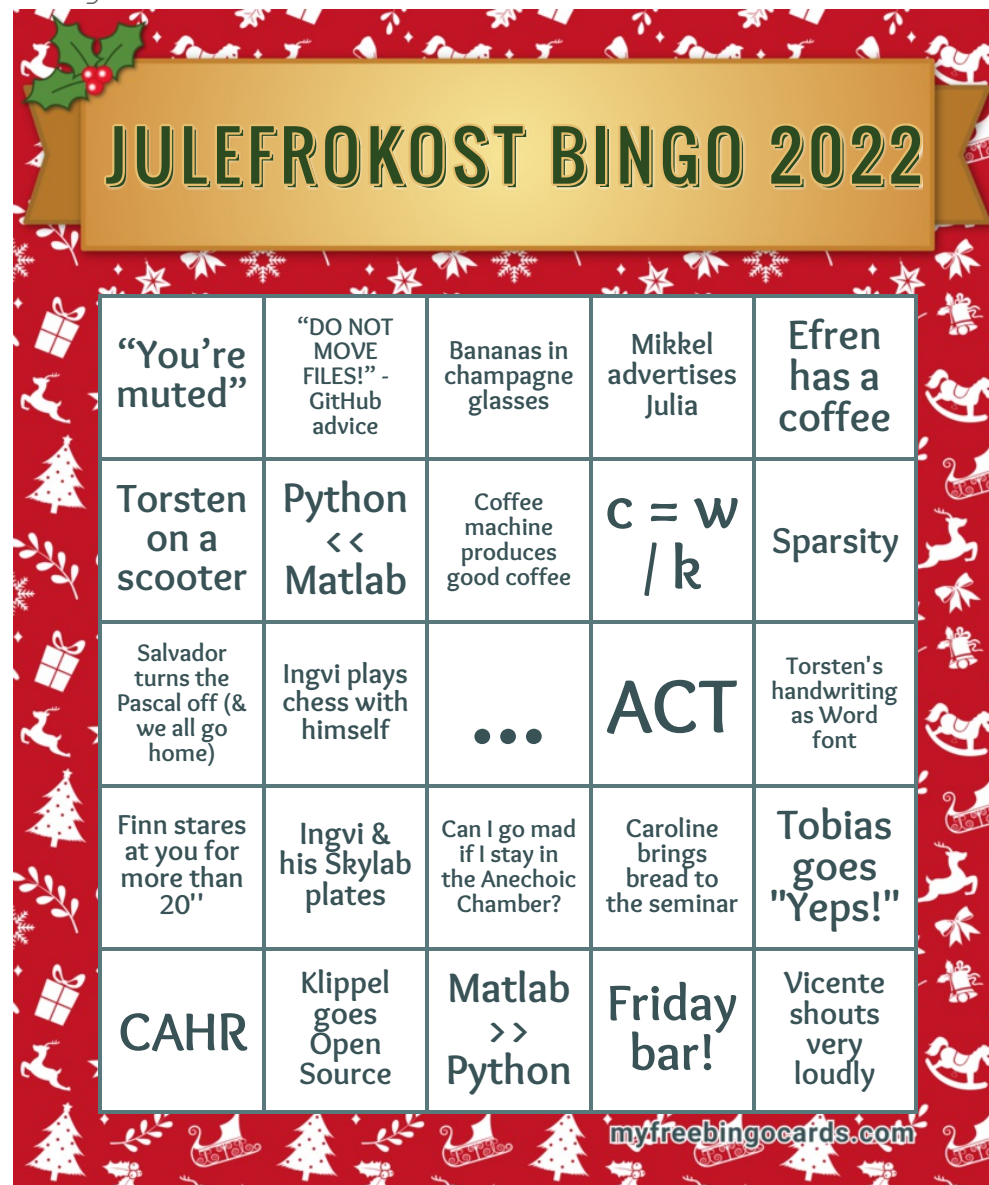 JULEFROKOST BINGO 2022
“You’re
muted”
“DO NOT
MOVE
FILES!” -
GitHub
advice
Bananas in
champagne
glasses
Mikkel
advertises
Julia
Efren
has a
coffee
Torsten
on a
scooter
Python
<<
Matlab
Coffee
machine
produces
good coffee
c = w
/ k
Sparsity
Salvador
turns the
Pascal off (&
we all go
home)
Ingvi plays
chess with
himself
...
ACT
Torsten's
handwriting
as Word
font
Finn stares
at you for
more than
20''
Ingvi &
his Skylab
plates
Can I go mad
if I stay in
the Anechoic
Chamber?
Caroline
brings
bread to
the seminar
Tobias
goes
"Yeps!"
CAHR
Klippel
goes
Open
Source
Matlab
>>
Python
Friday
bar!
Vicente
shouts
very
loudly
myfreebingocards.com